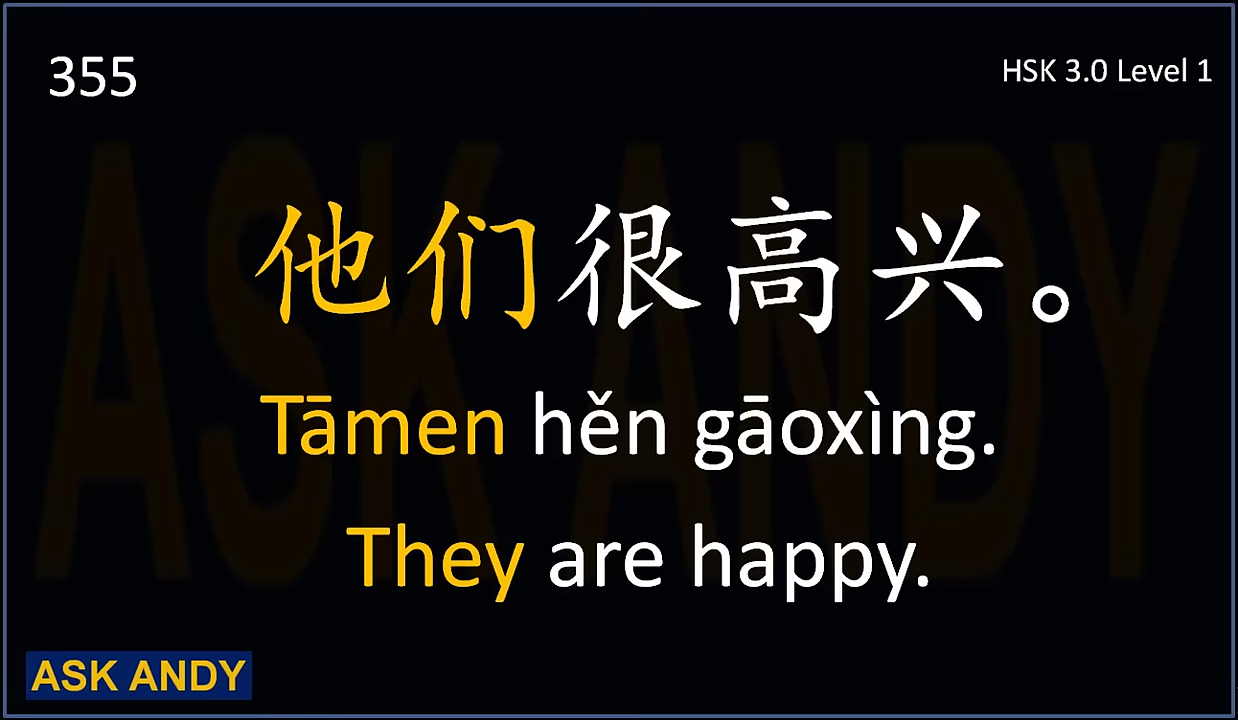 355
HSK 3.0 Level 1
他们很高兴。
Tāmen hěn gāoxìng.
They are happy.
ASK ANDY
ASK ANDY